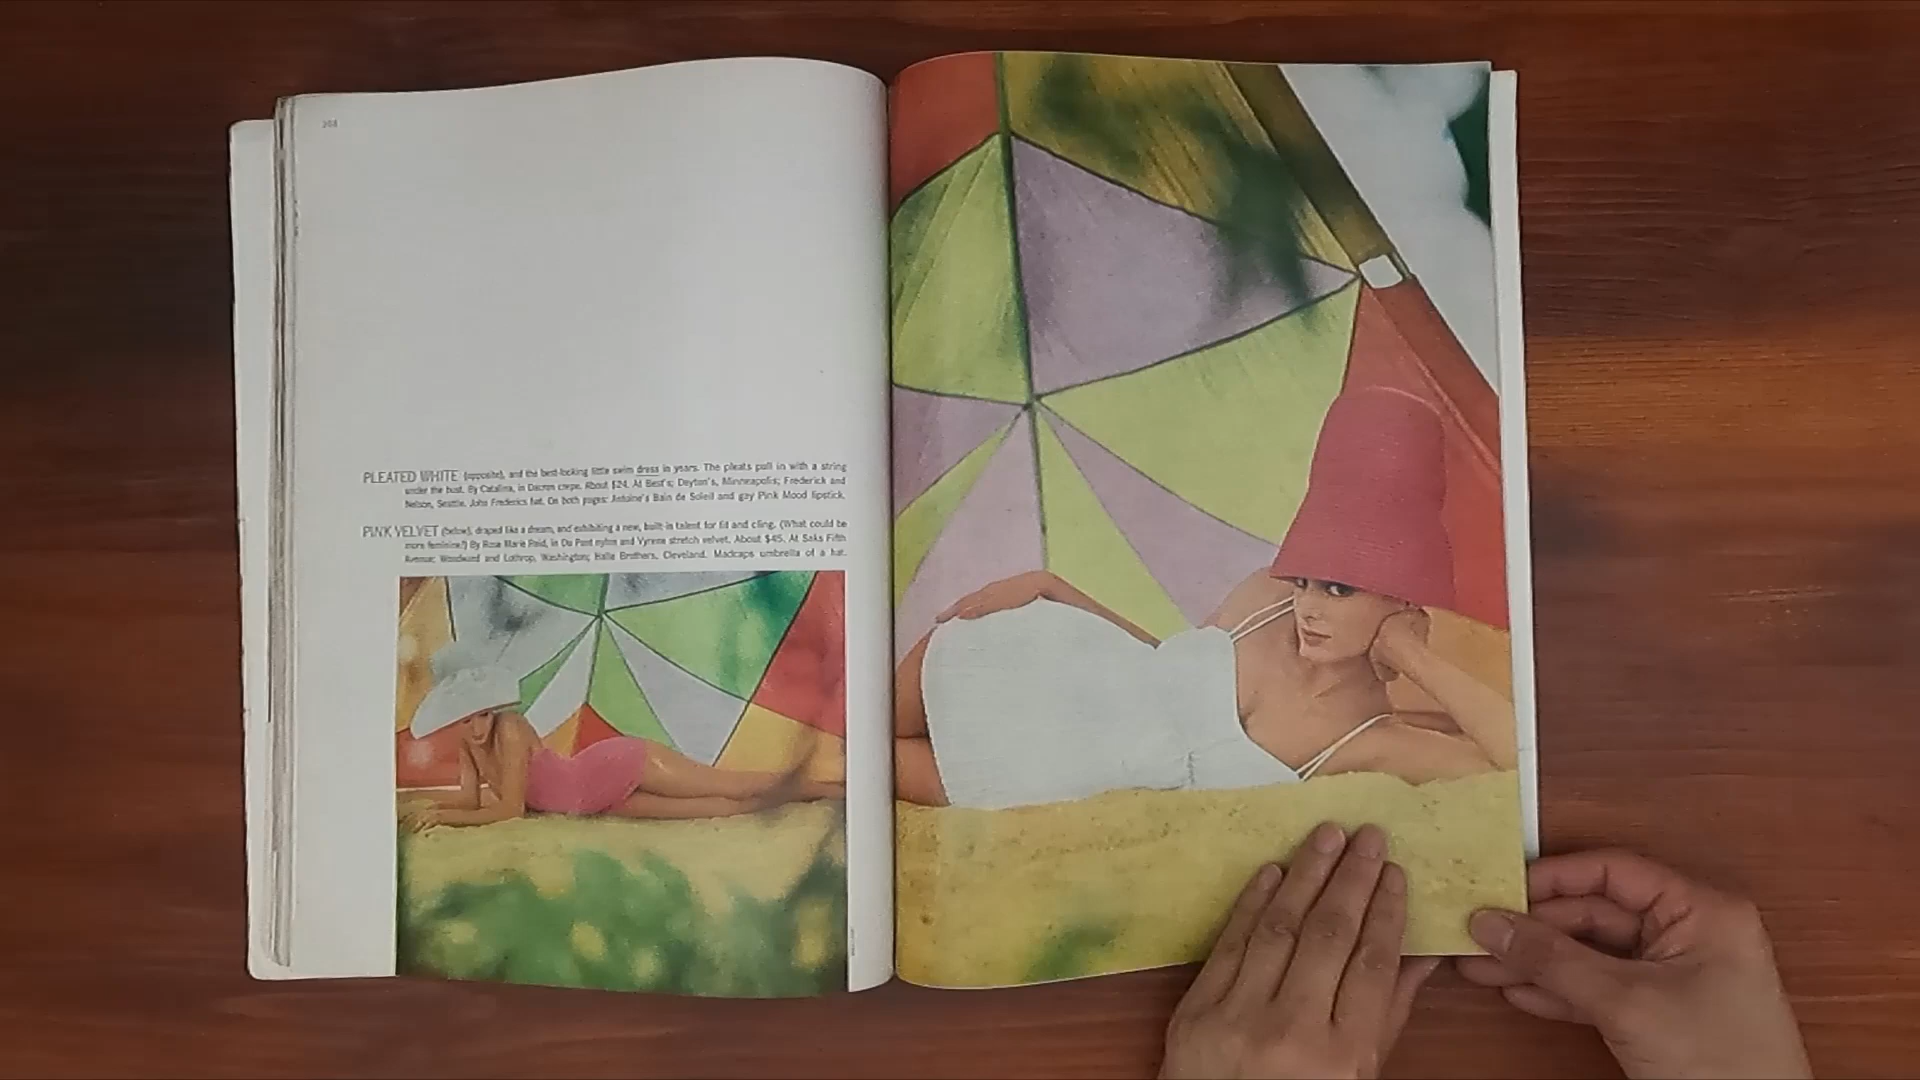 208
PLEATED WHITE (opposite), and the best-looking little swim dress in years. The pleats pull in with a string
under the bust. By Catalina, in Dacron crepe. About $24. At Best's; Dayton's, Minneapolis; Frederick and
Nelson, Seattle. John Frederics hat. On both pages: Antoine's Bain de Soleil and gay Pink Mood lipstick.
PINK VELVET (below), draped like a dream, and exhibiting a new, built-in talent for fit and cling. (What could be
more feminine?) By Rose Marie Reid, in Du Pont nylon and Vyrene stretch velvet. About $45. At Saks Fifth
Avenue; Woodward and Lothrop, Washington; Halle Brothers, Cleveland. Madcaps umbrella of a hat.